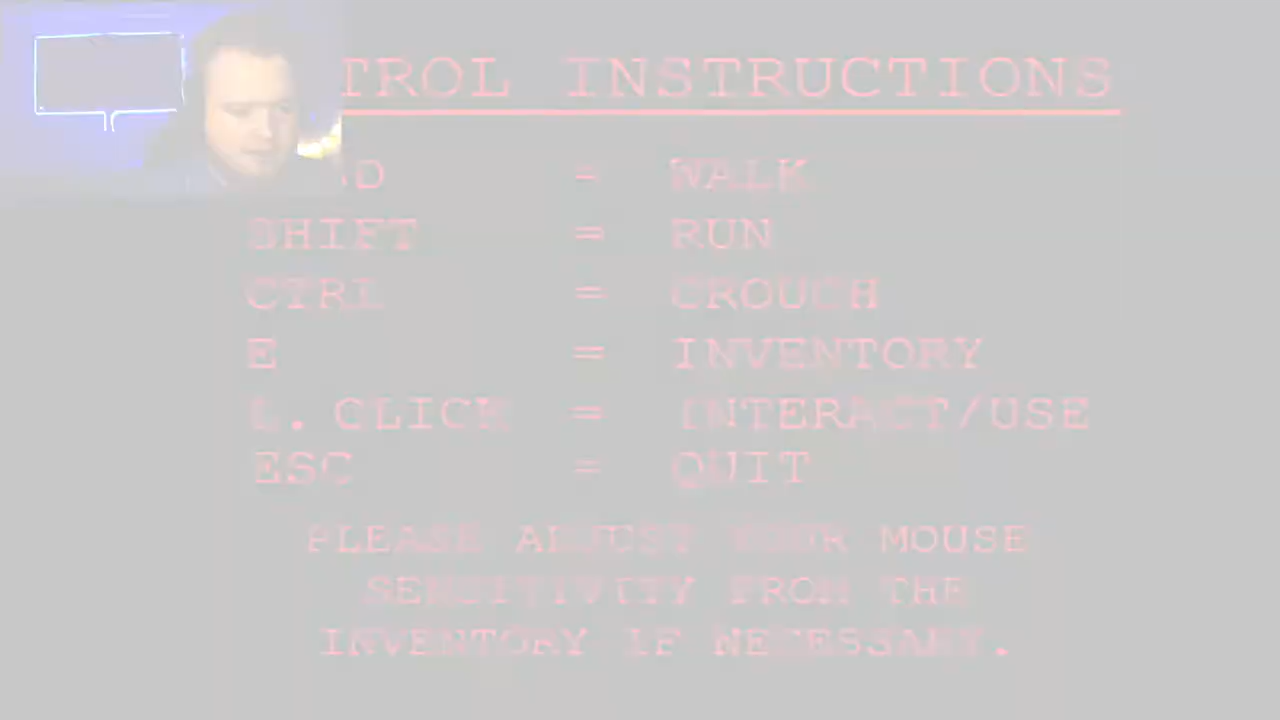 TROL INSTRUCTIONS
D = WALK
SHIFT = RUN
CTRL = CROUCH
E = INVENTORY
L. CLICK = INTERACT/USE
ESC = QUIT
PLEASE ADJUST YOUR MOUSE
SENSITIVITY FROM THE
INVENTORY IF NECESSARY.